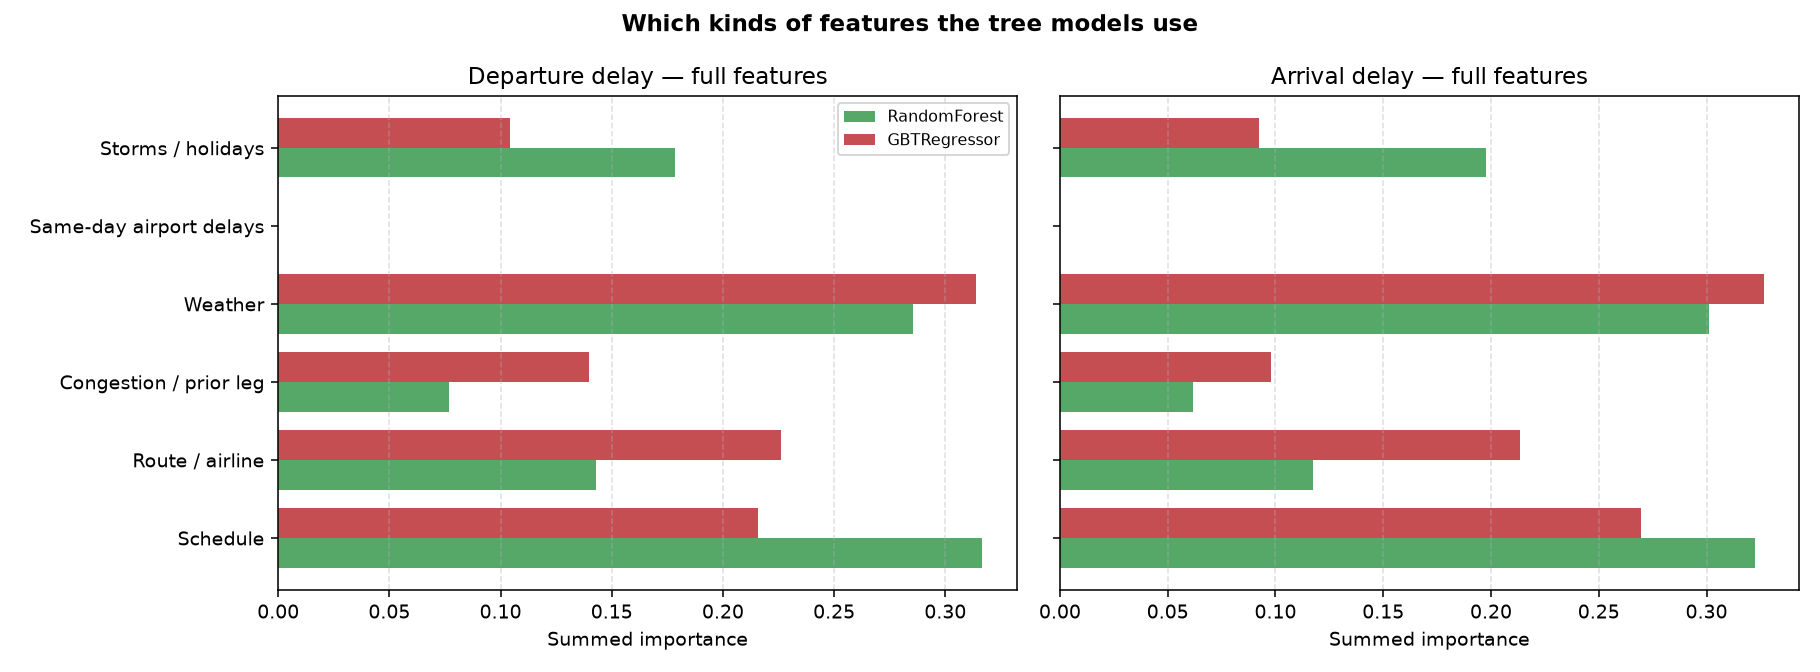 Which kinds of features the tree models use
Departure delay — full features
RandomForest
GBTRegressor
Storms / holidays
Same-day airport delays
Weather
Congestion / prior leg
Route / airline
Schedule
0.00 0.05 0.10 0.15 0.20 0.25 0.30
Summed importance
Arrival delay — full features
0.00 0.05 0.10 0.15 0.20 0.25 0.30
Summed importance